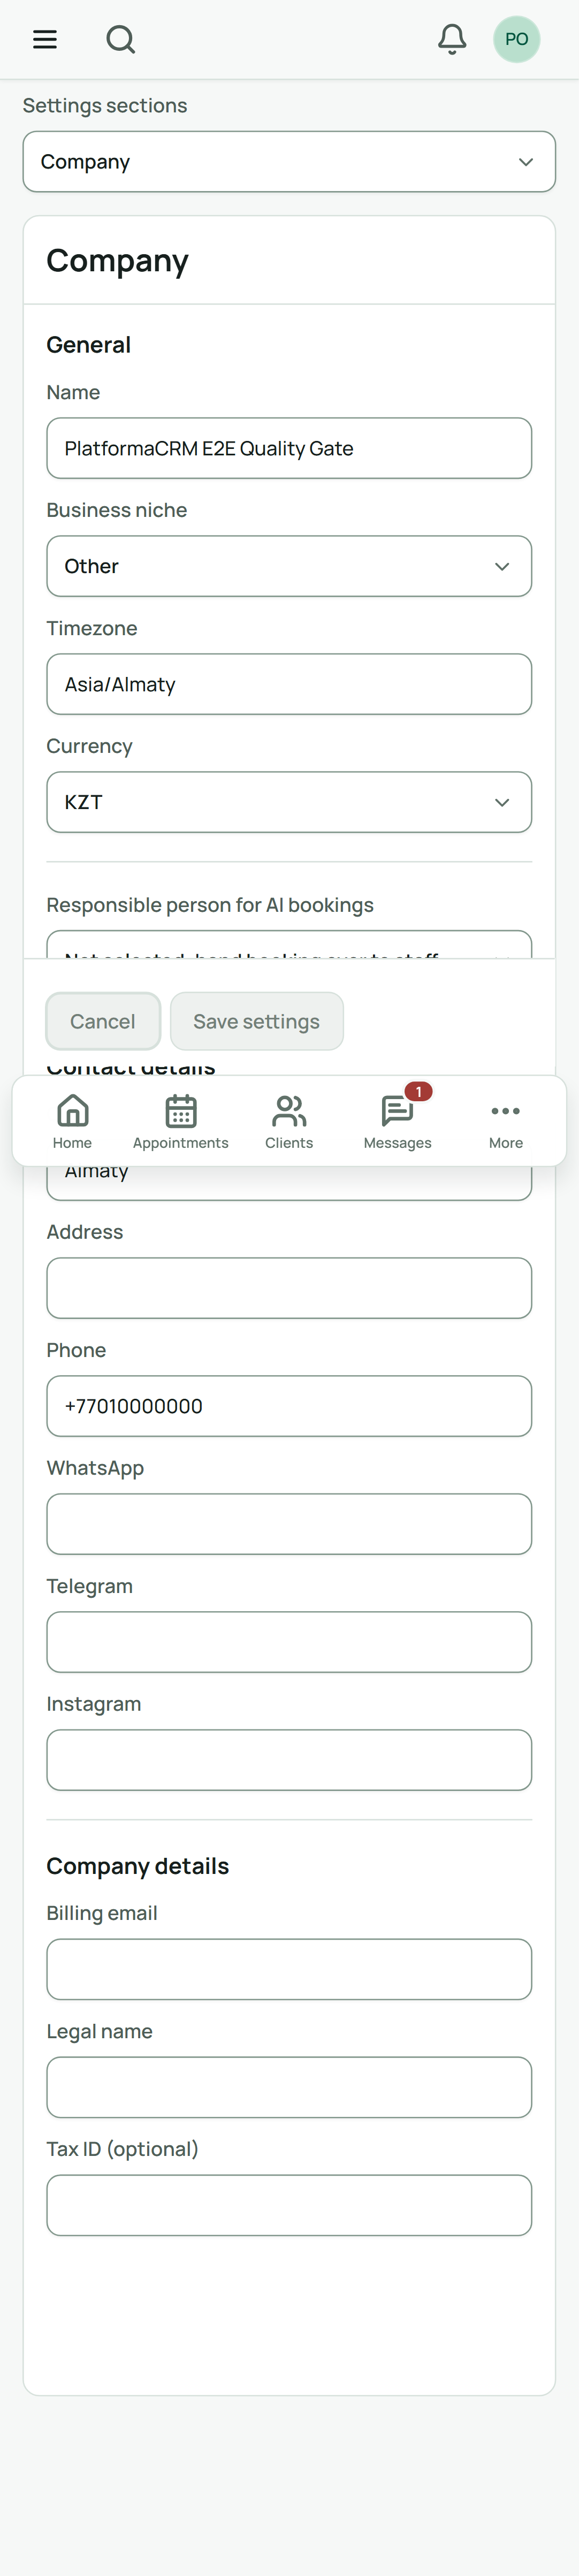 PO
Settings sections
Company
Company
General
Name
PlatformaCRM E2E Quality Gate
Business niche
Other
Timezone
Asia/Almaty
Currency
KZT
Responsible person for AI bookings
Cancel
Save settings
Contact details
1
Home
Appointments
Clients
Messages
More
Almaty
Address
Phone
+77010000000
WhatsApp
Telegram
Instagram
Company details
Billing email
Legal name
Tax ID (optional)